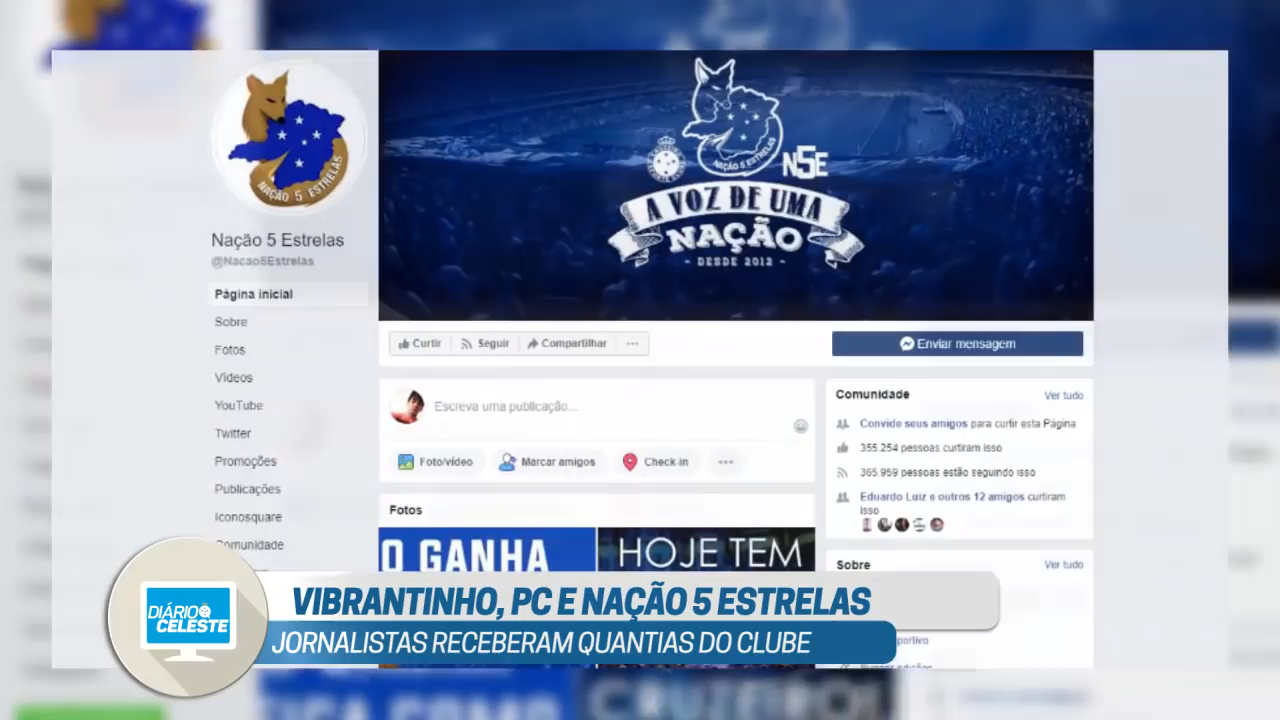 NAÇÃO 5 ESTRELAS
Nação 5 Estrelas
@Nacao5Estrelas
Página inicial
Sobre
Fotos
Vídeos
YouTube
Twitter
Promoções
Publicações
Iconosquare
Comunidade
NAÇÃO 5 ESTRELAS
N5E
A VOZ DE UMA
NAÇÃO
- DESDE 2012 -
Curtir
Seguir
Compartilhar
Enviar mensagem
Escreva uma publicação...
Foto/vídeo
Marcar amigos
Check-in
Fotos
O GANHA
HOJE TEM
Comunidade
Ver tudo
Convide seus amigos para curtir esta Página
355.254 pessoas curtiram isso
365.959 pessoas estão seguindo isso
Eduardo Luiz e outros 12 amigos curtiram
isso
Sobre
Ver tudo
DIÁRIO
CELESTE
VIBRANTINHO, PC E NAÇÃO 5 ESTRELAS
JORNALISTAS RECEBERAM QUANTIAS DO CLUBE